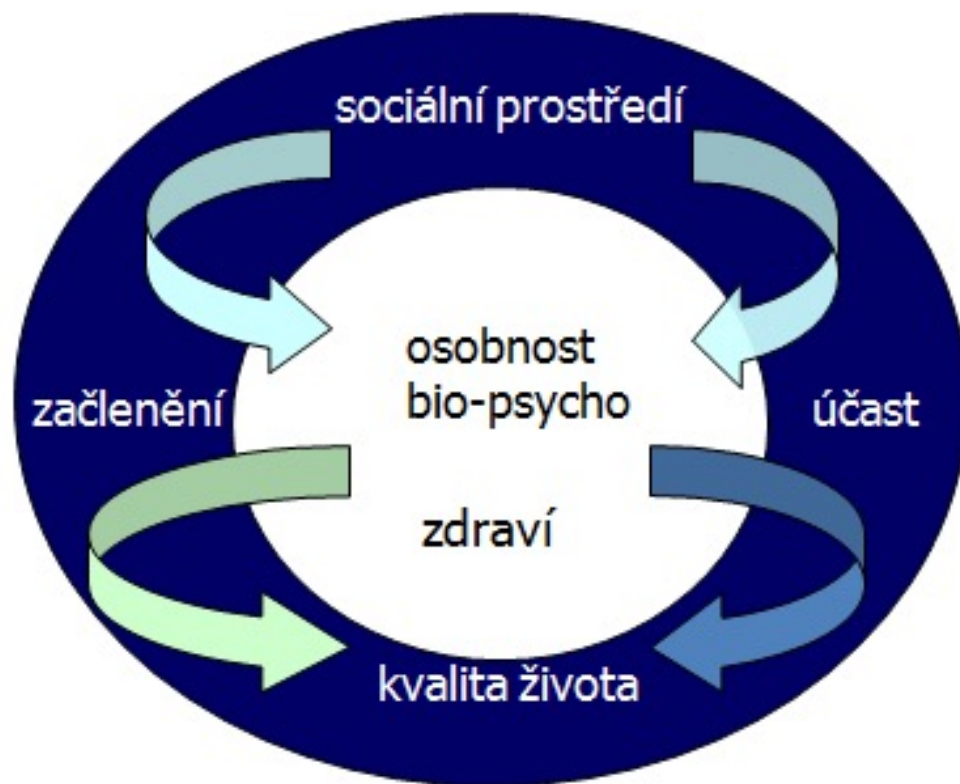 sociální prostředí
osobnost
bio-psycho
začlenění
účast
zdraví
kvalita života